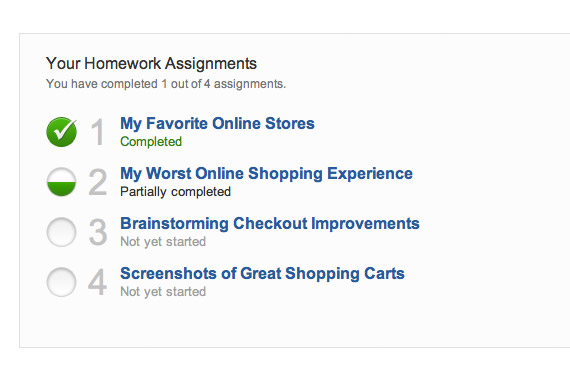 Your Homework Assignments
You have completed 1 out of 4 assignments.
1 My Favorite Online Stores
Completed
2 My Worst Online Shopping Experience
Partially completed
3 Brainstorming Checkout Improvements
Not yet started
4 Screenshots of Great Shopping Carts
Not yet started